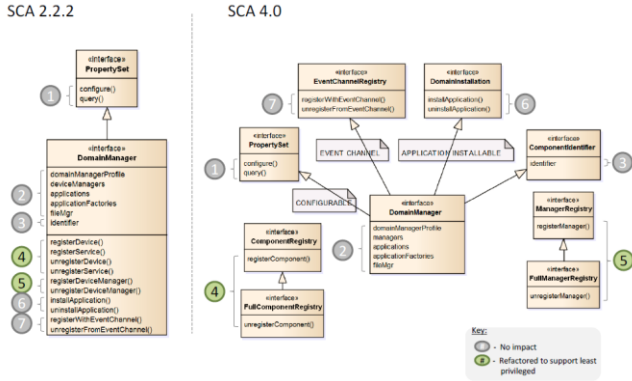 SCA 2.2.2
SCA 4.0
«interface»
PropertySet
configure()
query()
1
«interface»
DomainManager
domainManagerProfile
deviceManagers
applications
applicationFactories
fileMgr
identifier
2
3
registerDevice()
registerService()
unregisterDevice()
unregisterService()
registerDeviceManager()
unregisterDeviceManager()
installApplication()
uninstallApplication()
registerWithEventChannel()
unregisterFromEventChannel()
4
5
6
7
«interface»
EventChannelRegistry
registerWithEventChannel()
unregisterFromEventChannel()
7
«interface»
DomainInstallation
installApplication()
uninstallApplication()
6
«interface»
PropertySet
configure()
query()
1
EVENT CHANNEL
APPLICATION INSTALLABLE
CONFIGURABLE
«interface»
ComponentIdentifier
identifier
3
«interface»
DomainManager
domainManagerProfile
managers
applications
applicationFactories
fileMgr
2
«interface»
ManagerRegistry
registerManager()
«interface»
FullManagerRegistry
unregisterManager()
5
«interface»
ComponentRegistry
registerComponent()
«interface»
FullComponentRegistry
unregisterComponent()
4
Key:
# - No impact
# - Refactored to support least
privileged